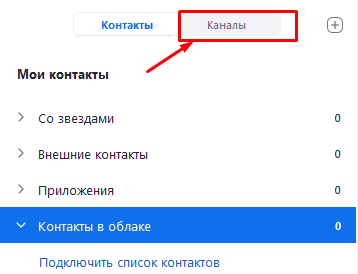 Контакты Каналы
Мои контакты
Со звездами 0
Внешние контакты 0
Приложения 0
Контакты в облаке 0
Подключить список контактов